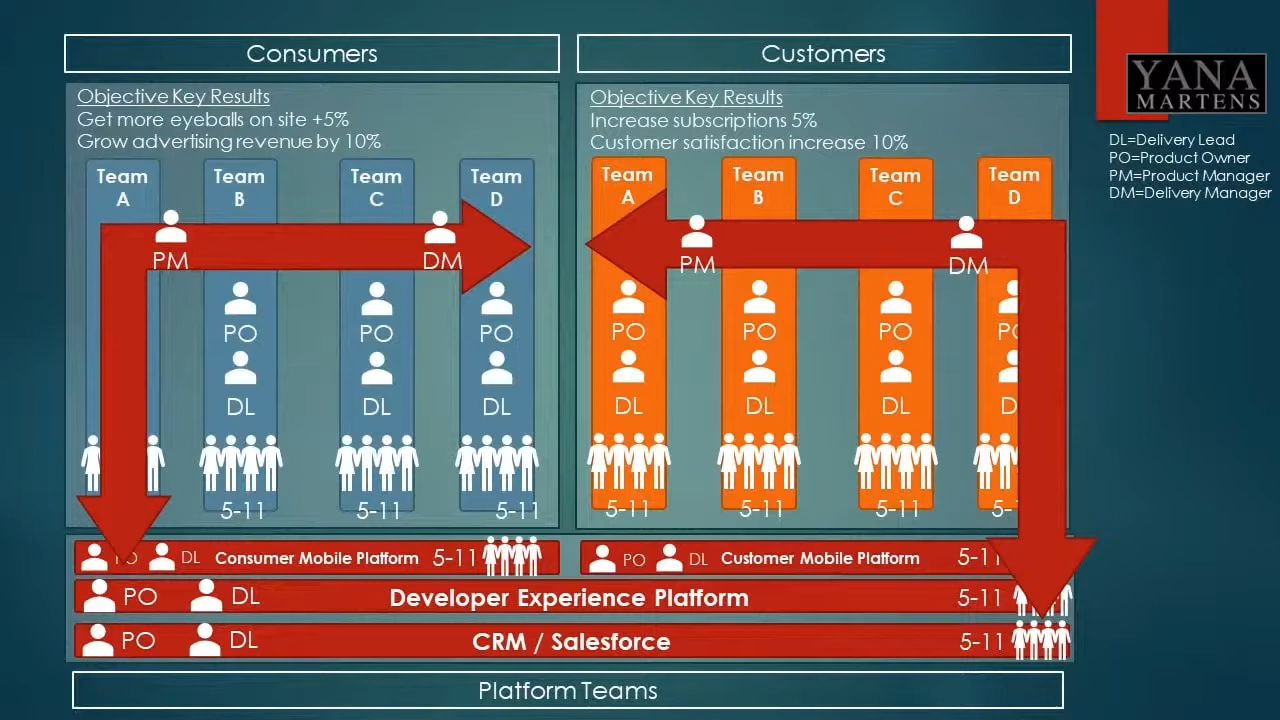 Consumers
Customers
YANA
MARTENS
Objective Key Results
Get more eyeballs on site +5%
Grow advertising revenue by 10%
Objective Key Results
Increase subscriptions 5%
Customer satisfaction increase 10%
DL=Delivery Lead
PO=Product Owner
PM=Product Manager
DM=Delivery Manager
Team
A
Team
B
Team
C
Team
D
Team
A
Team
B
Team
C
Team
D
PM
DM
PM
DM
PO
PO
PO
PO
PO
PO
DL
DL
DL
DL
DL
DL
5-11
5-11
5-11
5-11
5-11
5-11
DL Consumer Mobile Platform 5-11
PO DL Customer Mobile Platform 5-11
PO DL Developer Experience Platform 5-11
PO DL CRM / Salesforce 5-11
Platform Teams